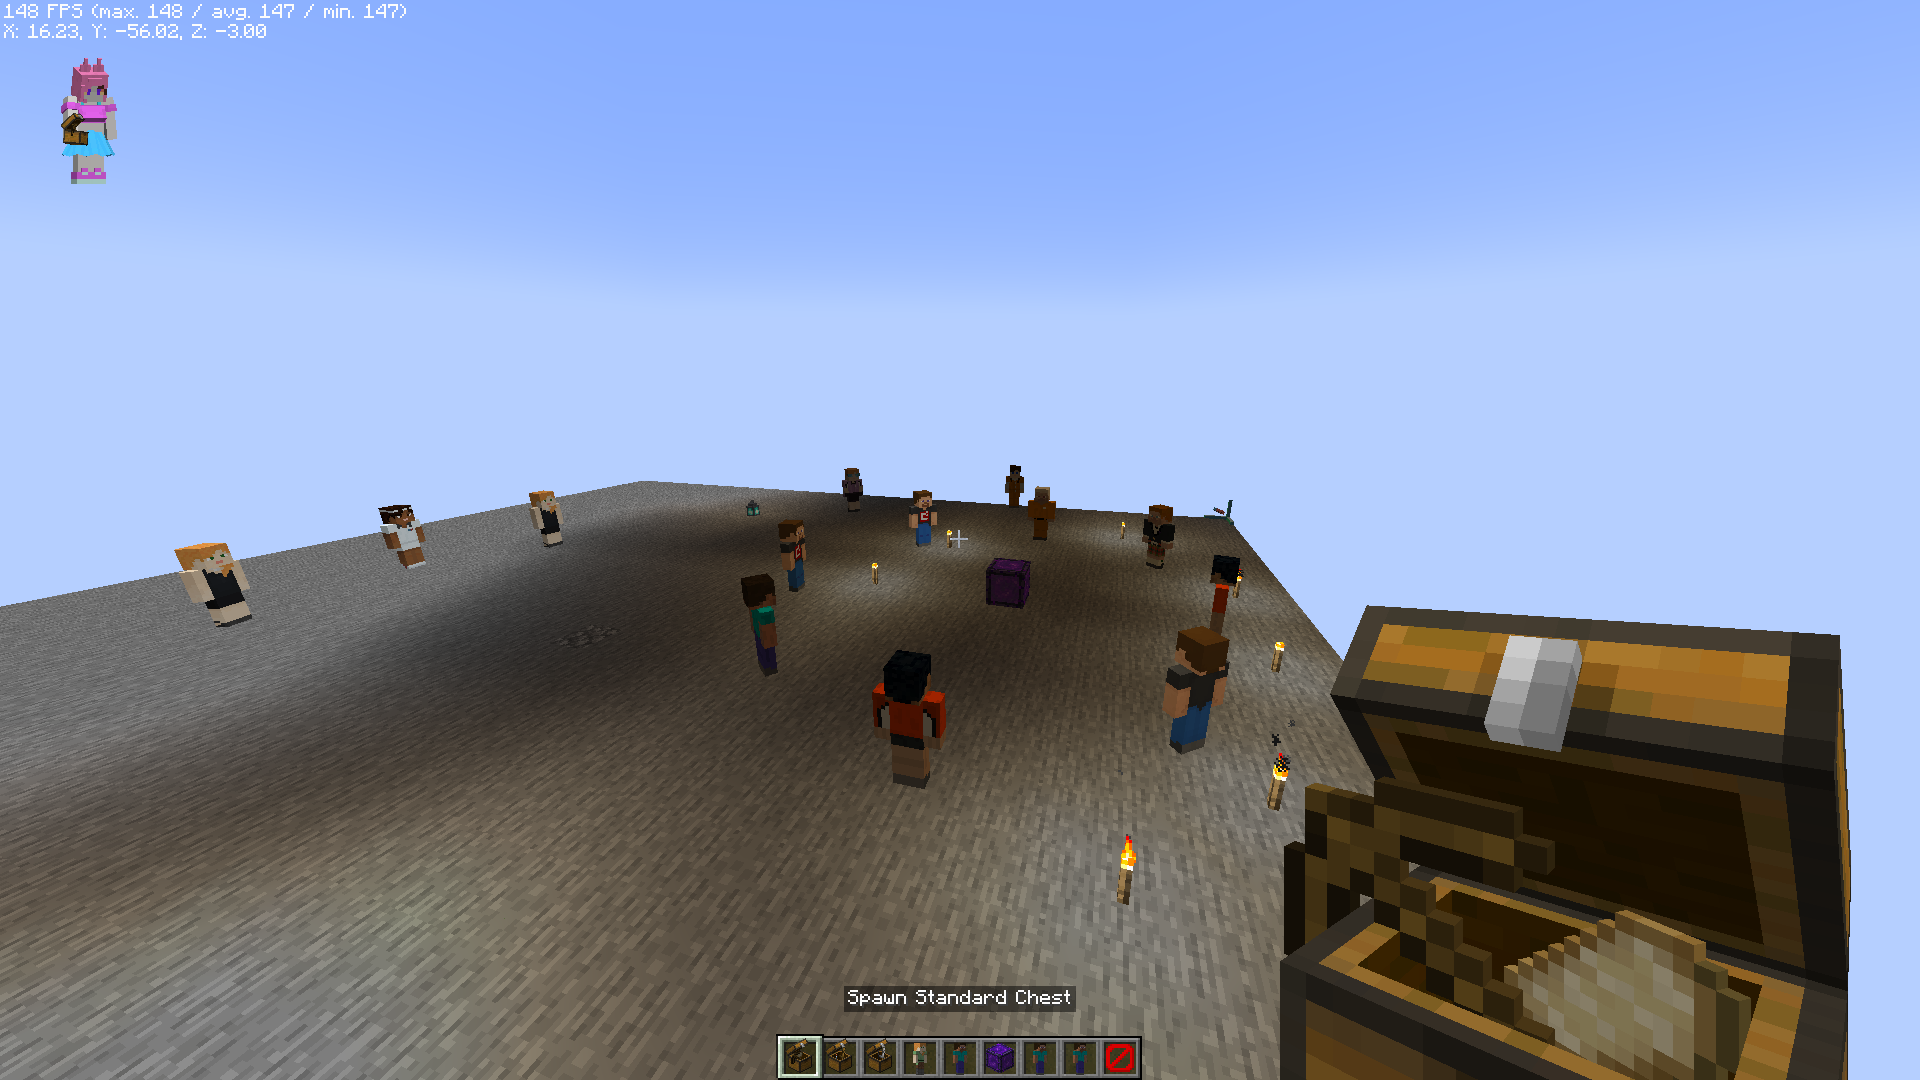 148 FPS (max. 148 / avg. 147 / min. 147)
X: 16.23, Y: -56.02, Z: -3.00
Spawn Standard Chest